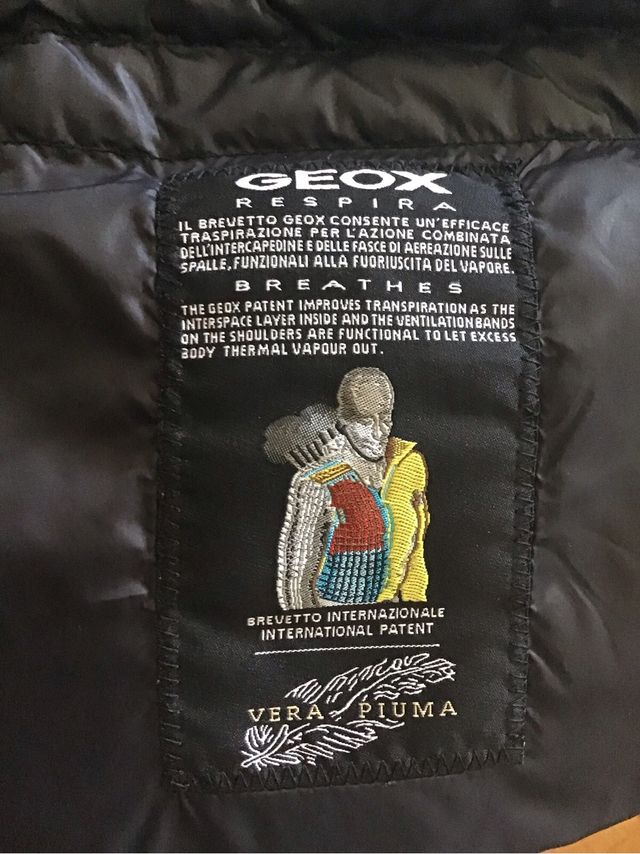 GEOX
RESPIRA
IL BREVETTO GEOX CONSENTE UN'EFFICACE
TRASPIRAZIONE PER L'AZIONE COMBINATA
DELL'INTERCAPEDINE E DELLE FASCE DI AEREAZIONE SULLE
SPALLE, FUNZIONALI ALLA FUORIUSCITA DEL VAPORE.
BREATHES
THE GEOX PATENT IMPROVES TRANSPIRATION AS THE
INTERSPACE LAYER INSIDE AND THE VENTILATION BANDS
ON THE SHOULDERS ARE FUNCTIONAL TO LET EXCESS
BODY THERMAL VAPOUR OUT.
BREVETTO INTERNAZIONALE
INTERNATIONAL PATENT
VERA PIUMA